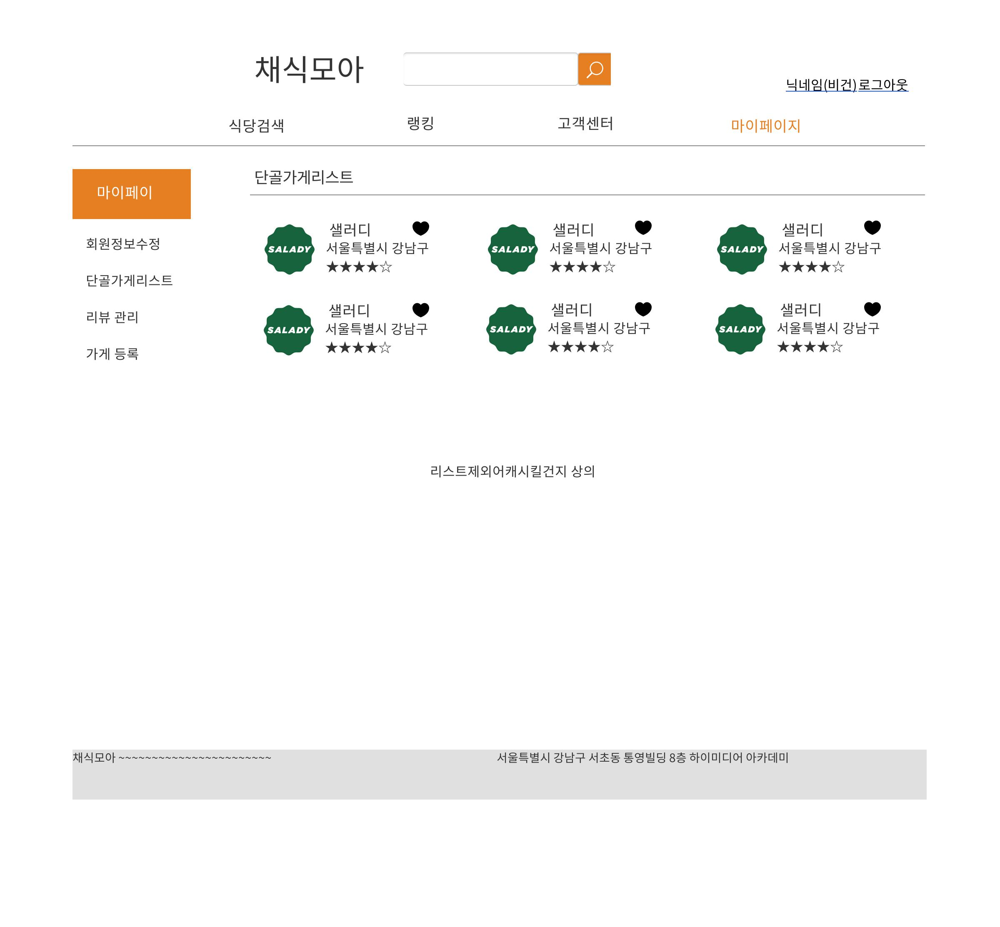 채식모아
닉네임(비건) 로그아웃
식당검색 랭킹 고객센터 마이페이지
마이페이
회원정보수정
단골가게리스트
리뷰 관리
가게 등록
단골가게리스트
SALADY
샐러디
서울특별시 강남구
★★★★☆
SALADY
샐러디
서울특별시 강남구
★★★★☆
SALADY
샐러디
서울특별시 강남구
★★★★☆
SALADY
샐러디
서울특별시 강남구
★★★★☆
SALADY
샐러디
서울특별시 강남구
★★★★☆
SALADY
샐러디
서울특별시 강남구
★★★★☆
리스트제외어캐시킬건지 상의
채식모아 ~~~~~~~~~~~~~~~~~~~~~~~ 서울특별시 강남구 서초동 통영빌딩 8층 하이미디어 아카데미